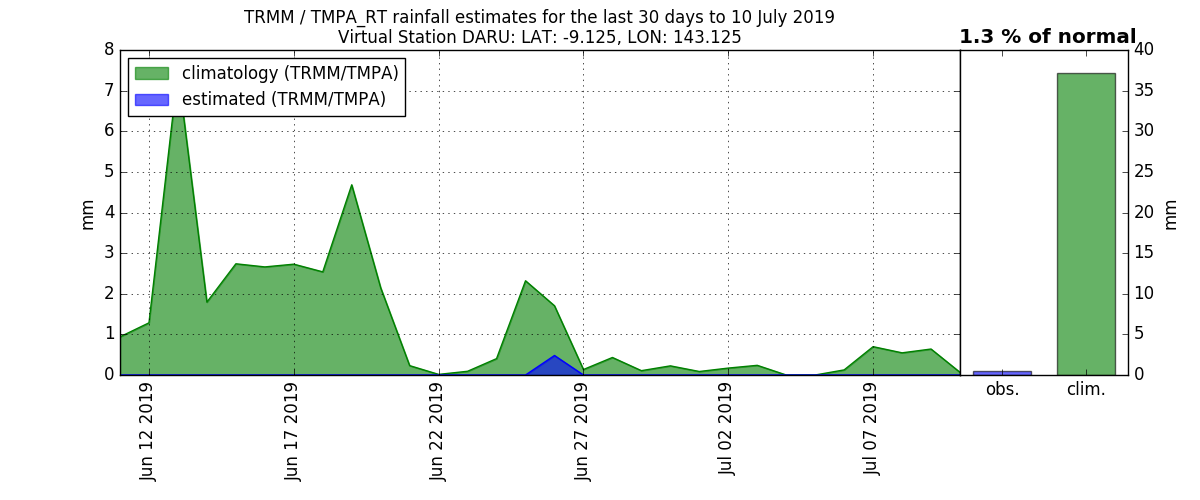 TRMM / TMPA_RT rainfall estimates for the last 30 days to 10 July 2019
Virtual Station DARU: LAT: -9.125, LON: 143.125
1.3 % of normal
climatology (TRMM/TMPA)
estimated (TRMM/TMPA)
mm
8
7
6
5
4
3
2
1
0
Jun 12 2019
Jun 17 2019
Jun 22 2019
Jun 27 2019
Jul 02 2019
Jul 07 2019
obs.
clim.
40
35
30
25
20
15
10
5
0
mm